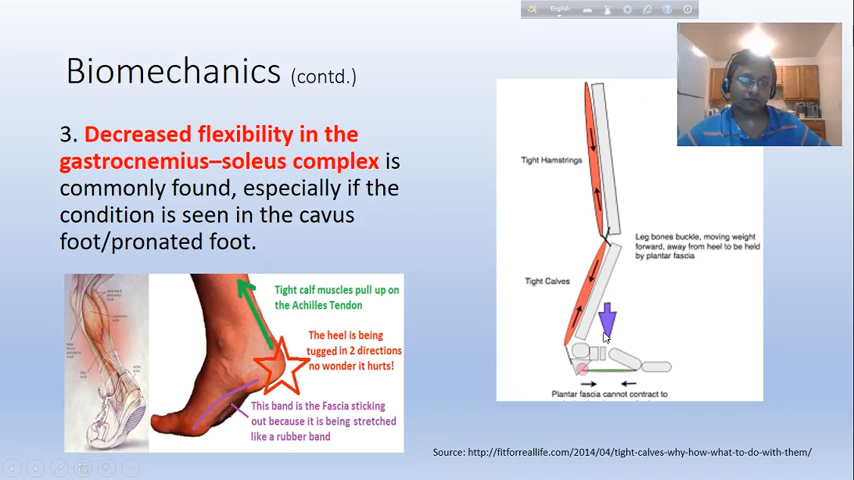 English
Biomechanics (contd.)
3. Decreased flexibility in the
gastrocnemius–soleus complex is
commonly found, especially if the
condition is seen in the cavus
foot/pronated foot.
Tight calf muscles pull up on
the Achilles Tendon
The heel is being
tugged in 2 directions
no wonder it hurts!
This band is the Fascia sticking
out because it is being stretched
like a rubber band
Tight Hamstrings
Leg bones buckle, moving weight
forward, away from heel to be held
by plantar fascia
Tight Calves
Plantar fascia cannot contract to
Source: http://fitforreallife.com/2014/04/tight-calves-why-how-what-to-do-with-them/